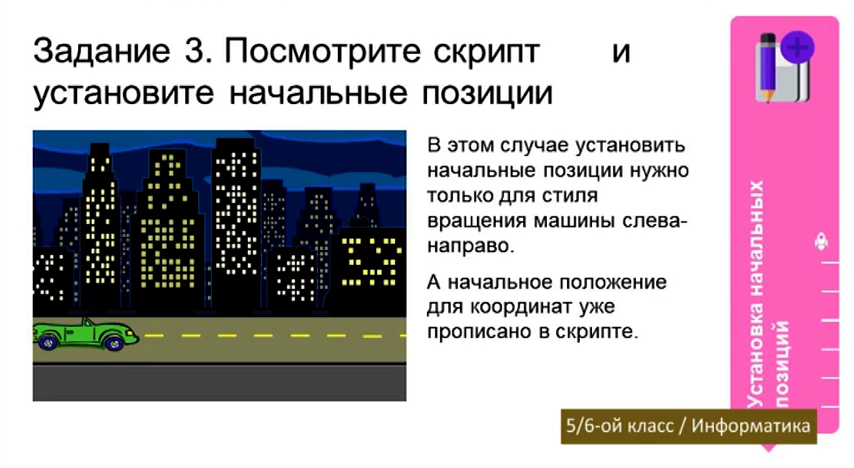 Задание 3. Посмотрите скрипт и
установите начальные позиции
В этом случае установить
начальные позиции нужно
только для стиля
вращения машины слева-
направо.
А начальное положение
для координат уже
прописано в скрипте.
Установка начальных
позиций
5/6-ой класс / Информатика